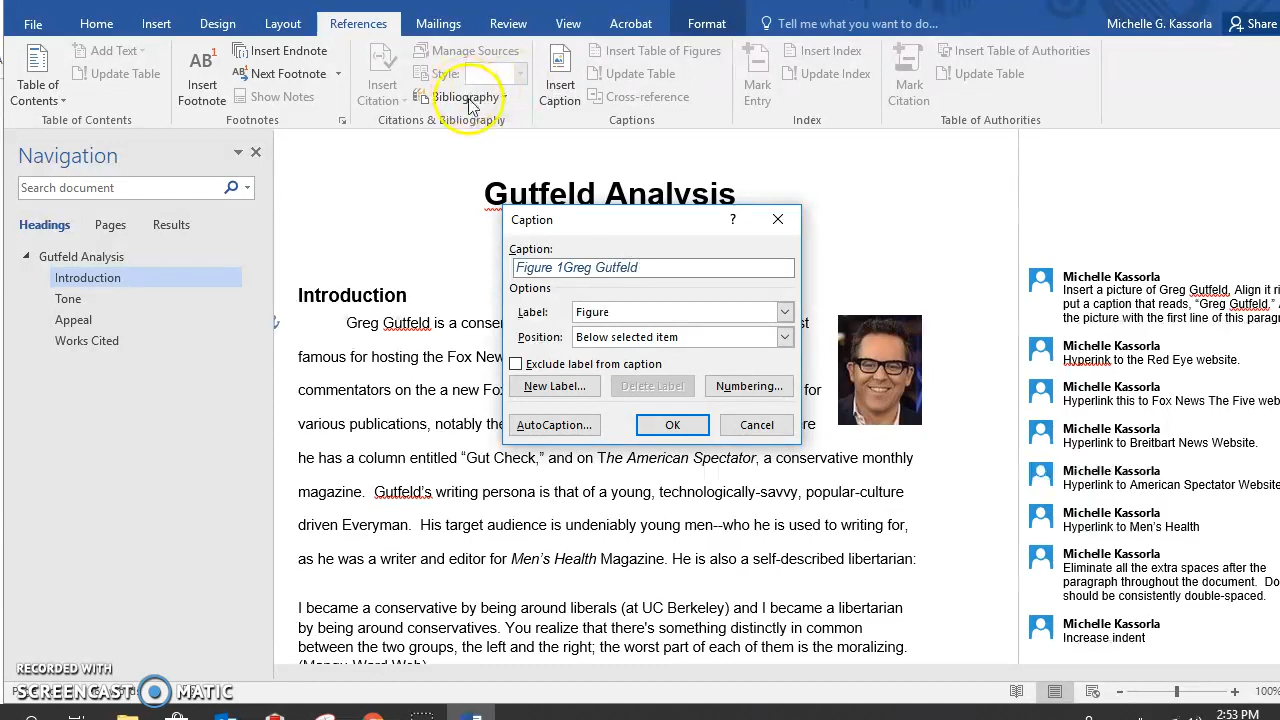 File Home Insert Design Layout References Mailings Review View Acrobat Format Tell me what you want to do... Michelle G. Kassorla Share
Table of Contents
Add Text
Update Table
Table of Contents
AB1
Insert Footnote
Insert Endnote
Next Footnote
Show Notes
Footnotes
Insert Citation
Manage Sources
Style:
Bibliography
Citations & Bibliography
Insert Caption
Insert Table of Figures
Update Table
Cross-reference
Captions
Mark Entry
Insert Index
Update Index
Index
Mark Citation
Insert Table of Authorities
Update Table
Table of Authorities
Navigation
Search document
Headings Pages Results
Gutfeld Analysis
Introduction
Tone
Appeal
Works Cited
Gutfeld Analysis
Introduction
Greg Gutfeld is a conse
st
famous for hosting the Fox New
commentators on a new Fox
for
various publications, notably the
re
he has a column entitled “Gut Check,” and on The American Spectator, a conservative monthly
magazine. Gutfeld’s writing persona is that of a young, technologically-savvy, popular-culture
driven Everyman. His target audience is undeniably young men--who he is used to writing for,
as he was a writer and editor for Men’s Health Magazine. He is also a self-described libertarian:
I became a conservative by being around liberals (at UC Berkeley) and I became a libertarian
by being around conservatives. You realize that there's something distinctly in common
between the two groups, the left and the right; the worst part of each of them is the moralizing.
Caption
?
Caption:
Figure 1Greg Gutfeld
Options
Label: Figure
Position: Below selected item
Exclude label from caption
New Label... Delete Label Numbering...
AutoCaption... OK Cancel
Michelle Kassorla
Insert a picture of Greg Gutfeld. Align it ri
put a caption that reads, “Greg Gutfeld,”
the picture with the first line of this paragra
Michelle Kassorla
Hyperink to the Red Eye website.
Michelle Kassorla
Hyperlink this to Fox News The Five web
Michelle Kassorla
Hyperlink to Breitbart News Website.
Michelle Kassorla
Hyperlink to American Spectator Website
Michelle Kassorla
Hyperlink to Men’s Health
Michelle Kassorla
Eliminate all the extra spaces after the
paragraph throughout the document. Do
should be consistently double-spaced.
Michelle Kassorla
Increase indent
RECORDED WITH
SCREENCAST MATIC
100%
2:53 PM